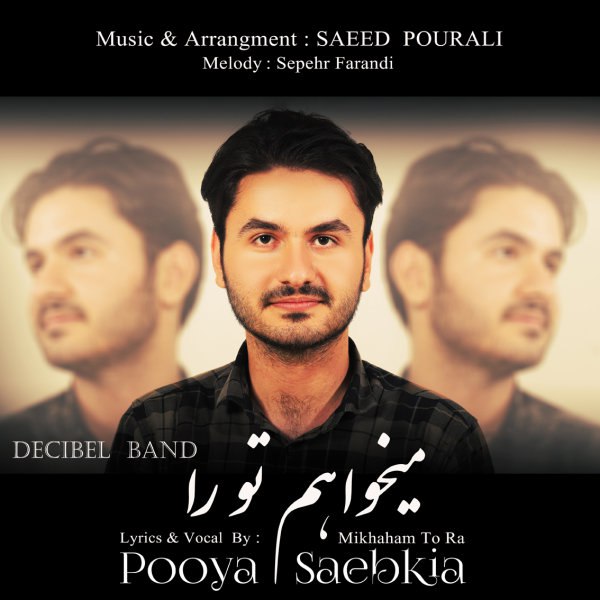 Music & Arrangment : SAEED POURALI
Melody : Sepehr Farandi
DECIBEL BAND
میخواهم تو را
Lyrics & Vocal By :
Mikhaham To Ra
Pooya Saebkia